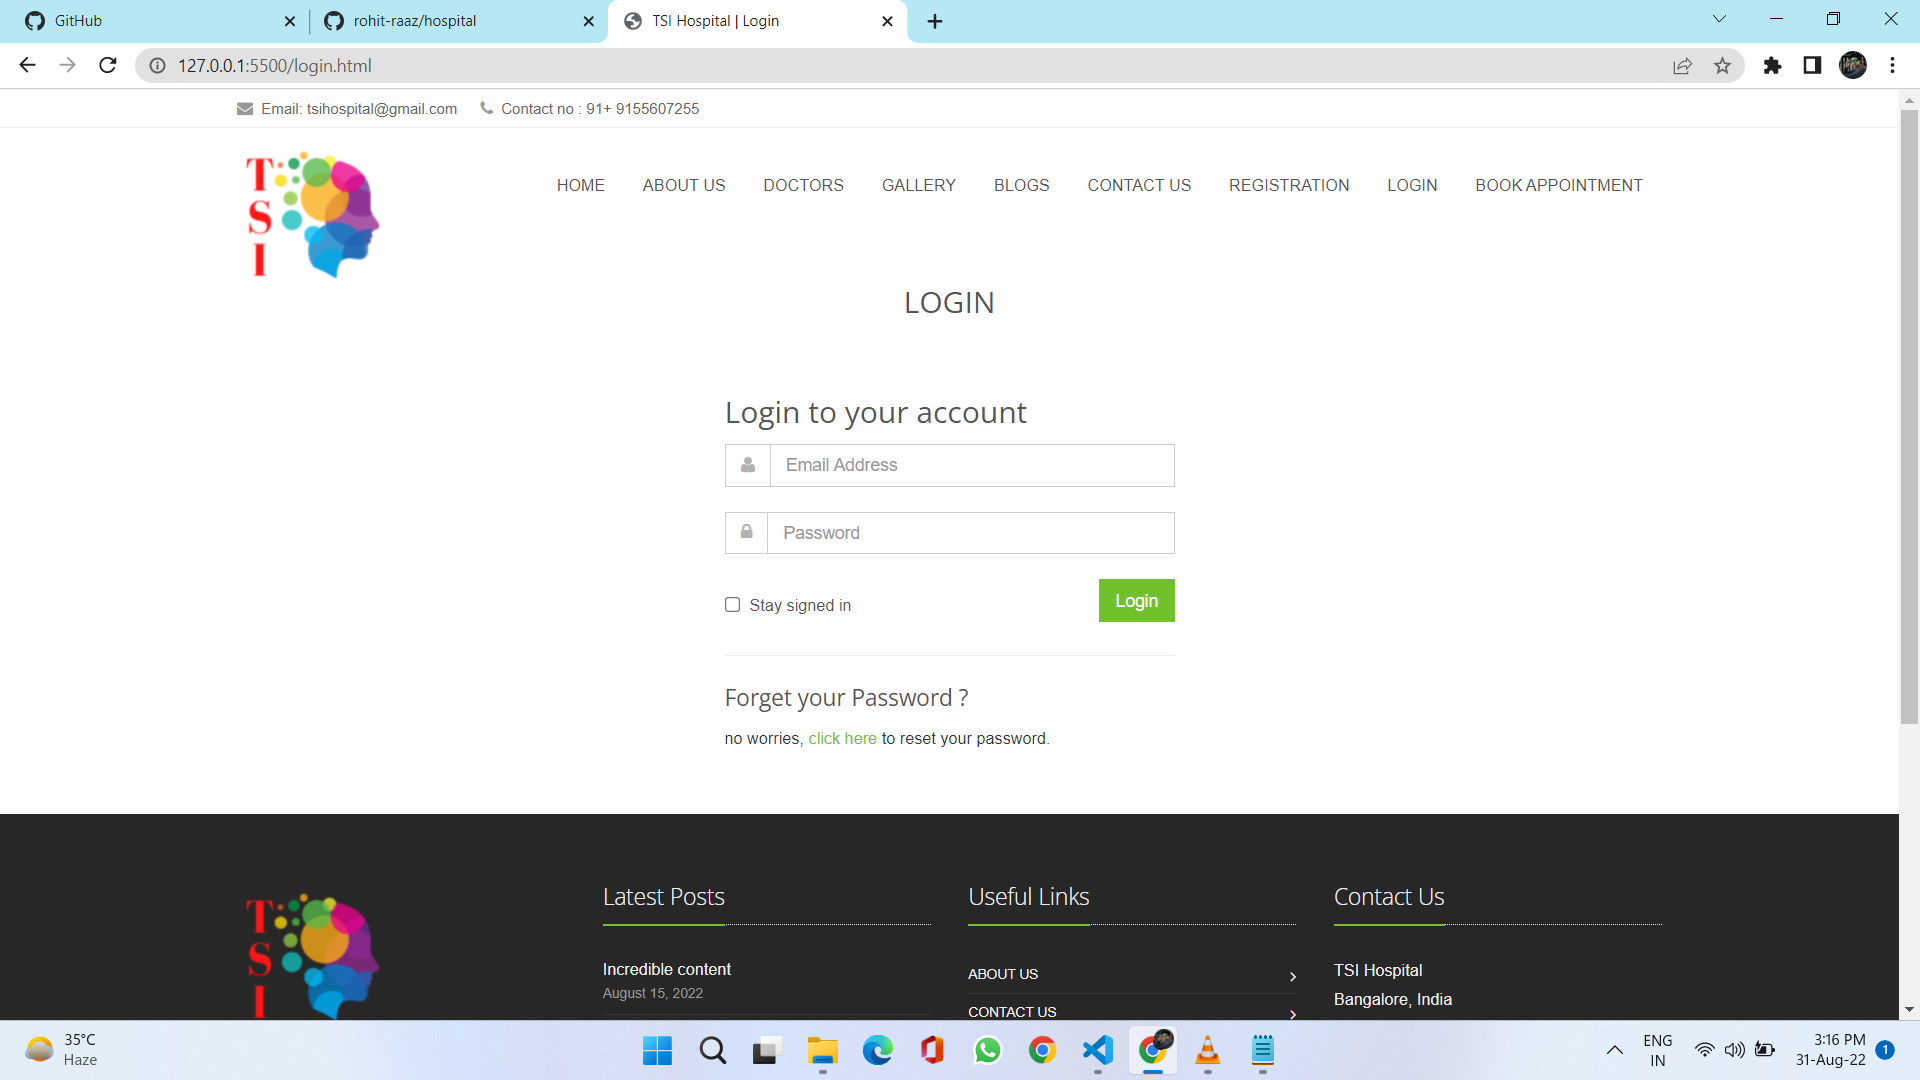 GitHub
rohit-raaz/hospital
TSI Hospital | Login
127.0.0.1:5500/login.html
Email: tsihospital@gmail.com Contact no : 91+ 9155607255
T
S
I
HOME ABOUT US DOCTORS GALLERY BLOGS CONTACT US REGISTRATION LOGIN BOOK APPOINTMENT
LOGIN
Login to your account
Email Address
Password
Stay signed in
Login
Forget your Password ?
no worries, click here to reset your password.
T
S
I
Latest Posts
Incredible content
August 15, 2022
Useful Links
ABOUT US
CONTACT US
Contact Us
TSI Hospital
Bangalore, India
35°C
Haze
ENG
IN
3:16 PM
31-Aug-22
1